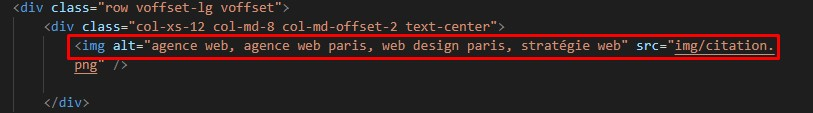 <div class="row voffset-lg voffset">
<div class="col-xs-12 col-md-8 col-md-offset-2 text-center">
<img alt="agence web, agence web paris, web design paris, stratégie web" src="img/citation.
png" />
</div>